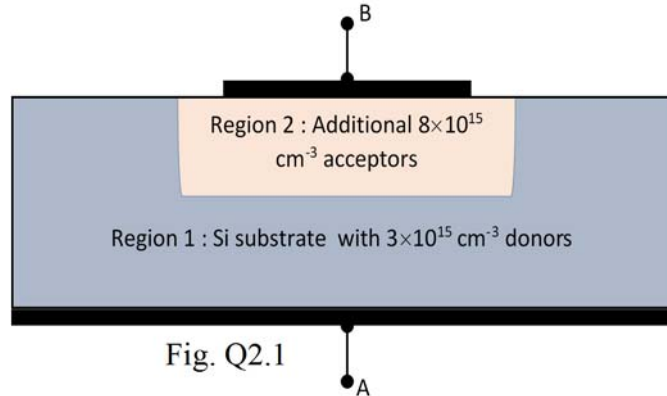 B
Region 2 : Additional 8×10¹⁵
cm⁻³ acceptors
Region 1 : Si substrate with 3×10¹⁵ cm⁻³ donors
Fig. Q2.1
A